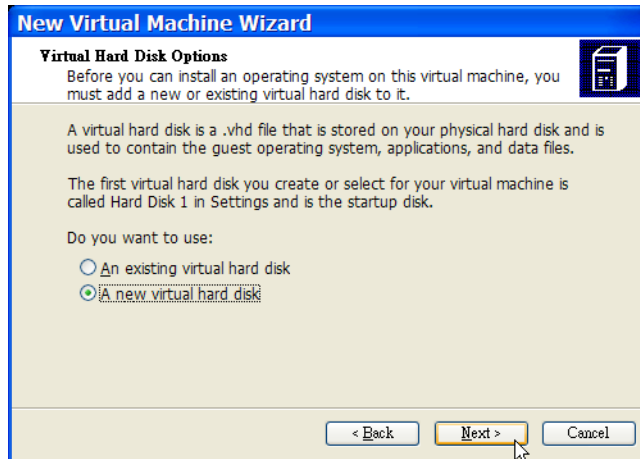 New Virtual Machine Wizard
Virtual Hard Disk Options
Before you can install an operating system on this virtual machine, you
must add a new or existing virtual hard disk to it.
A virtual hard disk is a .vhd file that is stored on your physical hard disk and is
used to contain the guest operating system, applications, and data files.
The first virtual hard disk you create or select for your virtual machine is
called Hard Disk 1 in Settings and is the startup disk.
Do you want to use:
An existing virtual hard disk
A new virtual hard disk
< Back Next > Cancel